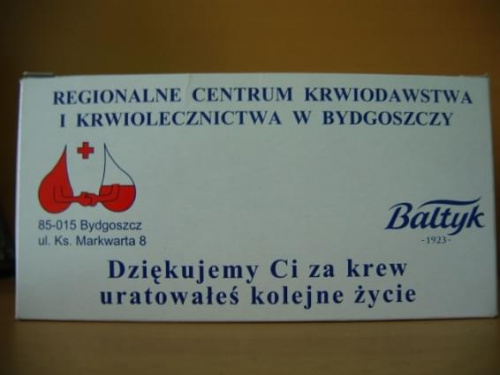 REGIONALNE CENTRUM KRWIODAWSTWA
I KRWIOLECZNICTWA W BYDGOSZCZY
85-015 Bydgoszcz
ul. Ks. Markwarta 8
Bałtyk
-1923-
Dziękujemy Ci za krew
uratowałeś kolejne życie